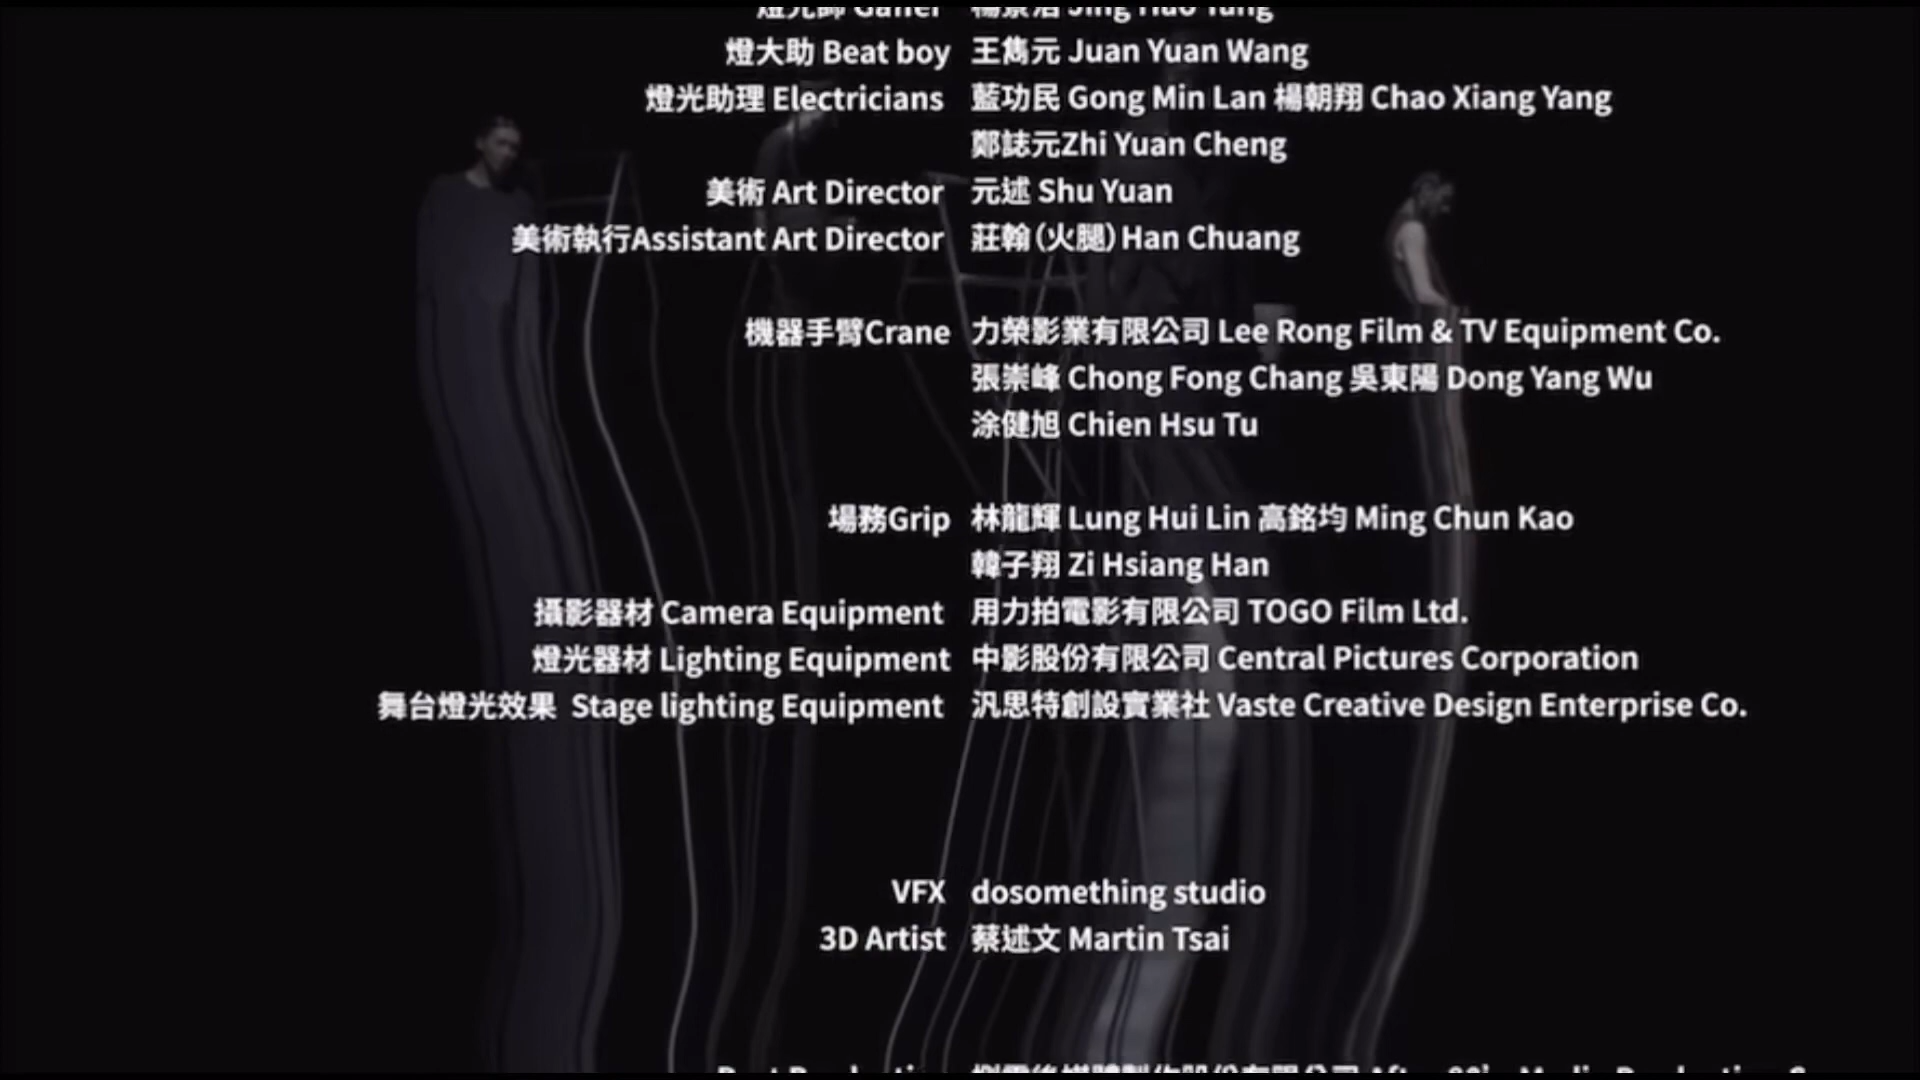 燈光師 Gaffer 楊景浩 Jing Hao Yang
燈大助 Beat boy 王雋元 Juan Yuan Wang
燈光助理 Electricians 藍功民 Gong Min Lan 楊朝翔 Chao Xiang Yang
鄭誌元Zhi Yuan Cheng
美術 Art Director 元述 Shu Yuan
美術執行Assistant Art Director 莊翰(火腿)Han Chuang
機器手臂Crane 力榮影業有限公司 Lee Rong Film & TV Equipment Co.
張崇峰 Chong Fong Chang 吳東陽 Dong Yang Wu
涂健旭 Chien Hsu Tu
場務Grip 林龍輝 Lung Hui Lin 高銘均 Ming Chun Kao
韓子翔 Zi Hsiang Han
攝影器材 Camera Equipment 用力拍電影有限公司 TOGO Film Ltd.
燈光器材 Lighting Equipment 中影股份有限公司 Central Pictures Corporation
舞台燈光效果 Stage lighting Equipment 汎思特創設實業社 Vaste Creative Design Enterprise Co.
VFX dosomething studio
3D Artist 蔡述文 Martin Tsai